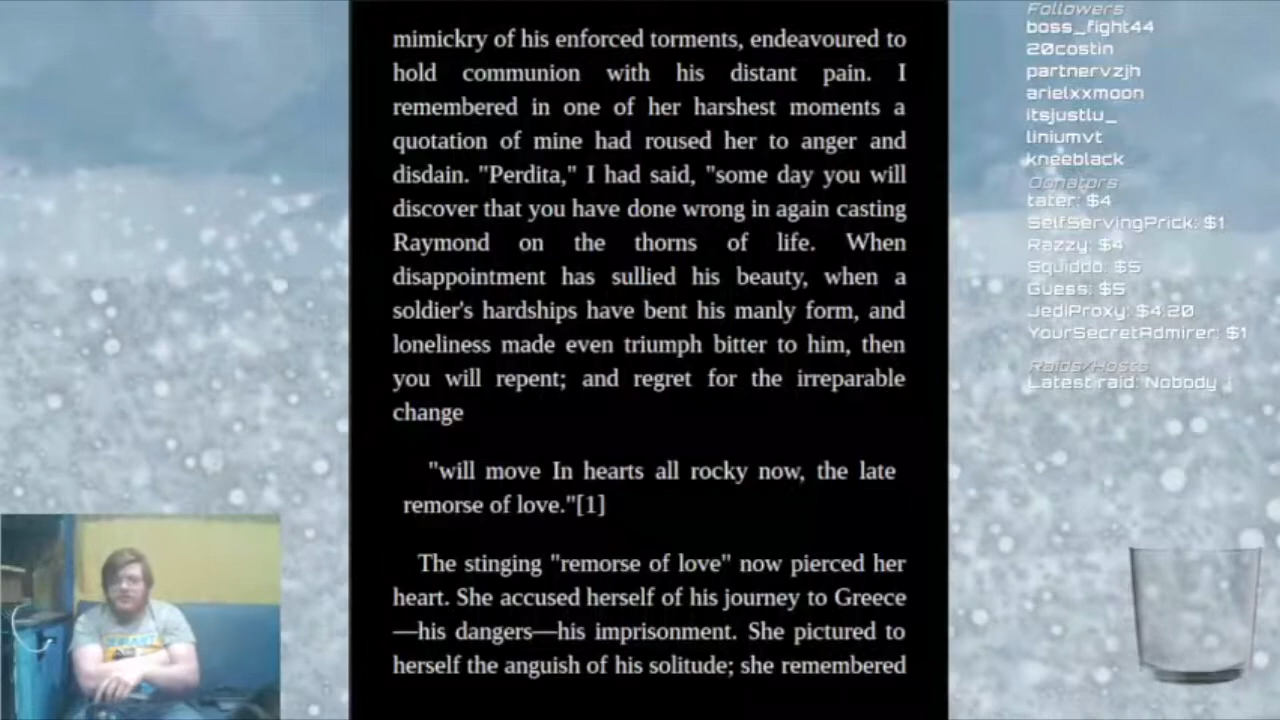 mimickry of his enforced torments, endeavoured to
hold communion with his distant pain. I
remembered in one of her harshest moments a
quotation of mine had roused her to anger and
disdain. "Perdita," I had said, "some day you will
discover that you have done wrong in again casting
Raymond on the thorns of life. When
disappointment has sullied his beauty, when a
soldier's hardships have bent his manly form, and
loneliness made even triumph bitter to him, then
you will repent; and regret for the irreparable
change
"will move In hearts all rocky now, the late
remorse of love."[1]
The stinging "remorse of love" now pierced her
heart. She accused herself of his journey to Greece
—his dangers—his imprisonment. She pictured to
herself the anguish of his solitude; she remembered
Followers
boss_fight44
20costin
partnervzjh
arielxxmoon
itsjustlu_
liniumvt
kneeblack
Donators
tater: $4
SelfServingPrick: $1
Razzy: $4
Squiddo: $5
Guess: $5
JediProxy: $4.20
YourSecretAdmirer: $1
Raids/Hosts
Latest raid: Nobody :(